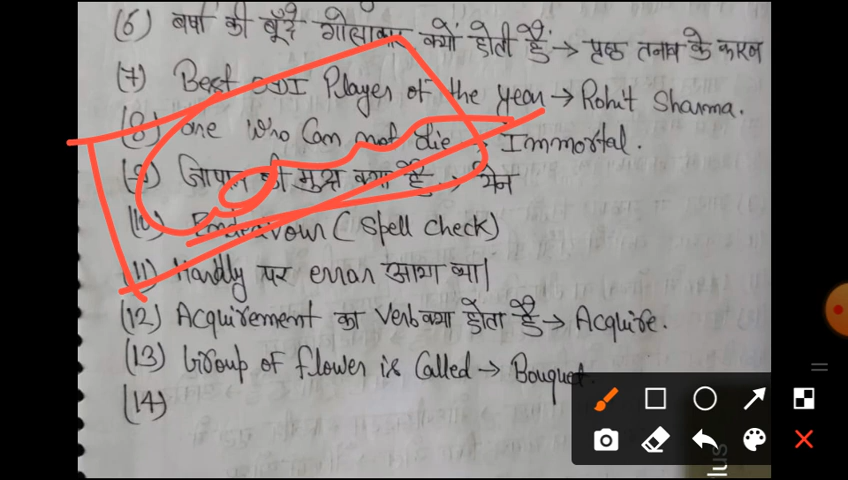 (6) वर्षा की बूँदे गोलाकार क्यों होती हैं → पृष्ठ तनाव के कारण
(7) Best ODI Player of the year → Rohit Sharma.
(8) One who Can not die → Immortal.
(9) जापान की मुद्रा क्या है → येन
(10) Endeavour (Spell Check)
(11) Hardly पर error आया था।
(12) Acquirement का Verb क्या होता है → Acquire.
(13) Group of flower is Called → Bouquet.
(14)
lus